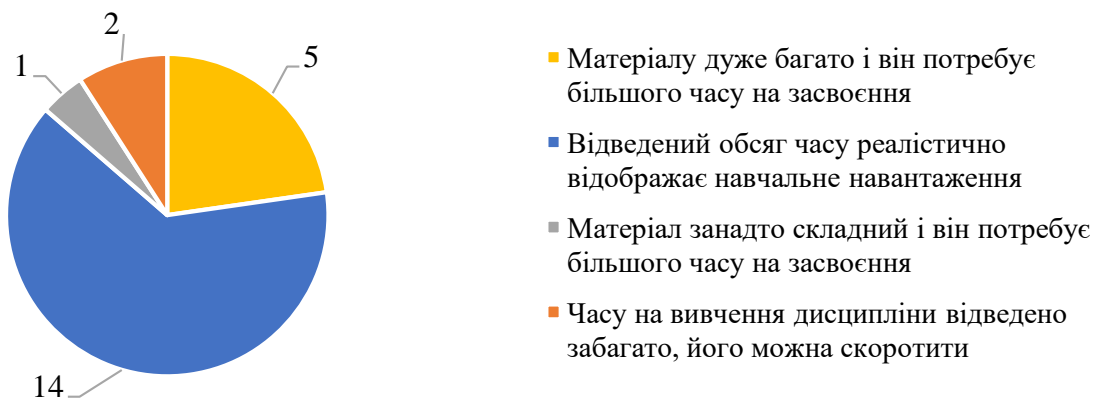 2
1
5
14
Матеріалу дуже багато і він потребує
більшого часу на засвоєння
Відведений обсяг часу реалістично
відображає навчальне навантаження
Матеріал занадто складний і він потребує
більшого часу на засвоєння
Часу на вивчення дисципліни відведено
забагато, його можна скоротити